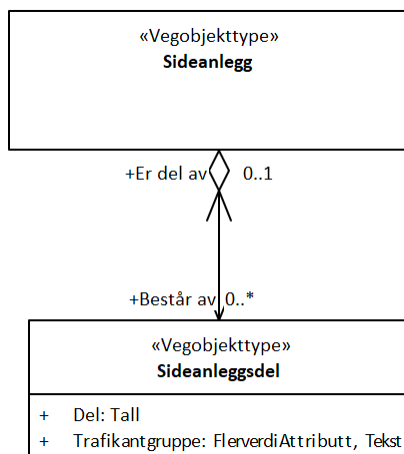 «Vegobjekttype»
Sideanlegg
+Er del av 0..1
+Består av 0..*
«Vegobjekttype»
Sideanleggsdel
+ Del: Tall
+ Trafikantgruppe: FlerverdiAttributt, Tekst